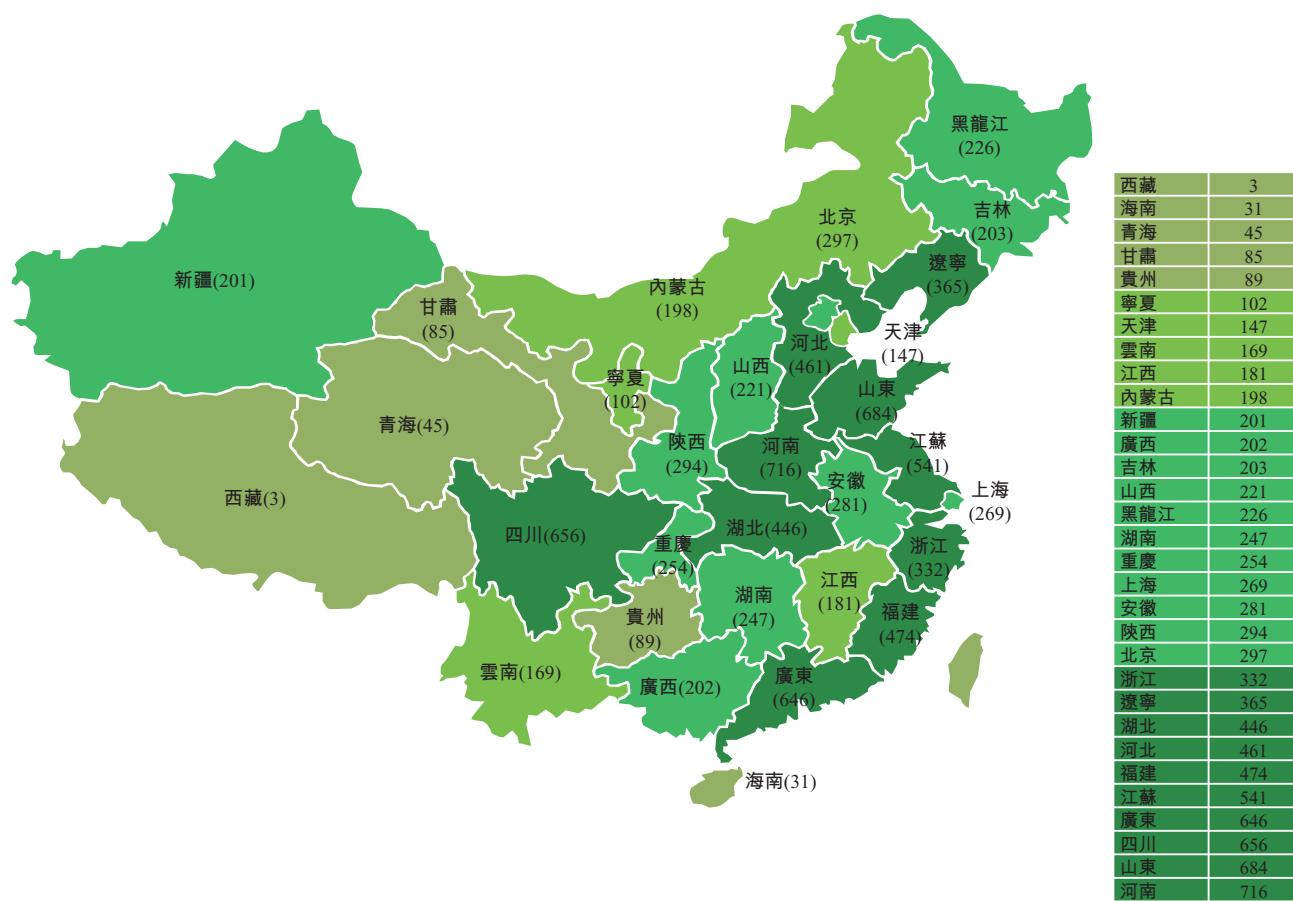 黑龍江
(226)
吉林
(203)
北京
(297)
遼寧
(365)
新疆(201)
內蒙古
(198)
甘肅
(85)
天津
(147)
河北
(461)
山西
(221)
寧夏
(102)
山東
(684)
青海(45)
陝西
(294)
河南
(716)
江蘇
(541)
安徽
(281)
上海
(269)
西藏(3)
四川(656)
湖北(446)
重慶
(254)
浙江
(332)
江西
(181)
湖南
(247)
福建
(474)
貴州
(89)
雲南(169)
廣西(202)
廣東
(646)
海南(31)
西藏 3
海南 31
青海 45
甘肅 85
貴州 89
寧夏 102
天津 147
雲南 169
江西 181
內蒙古 198
新疆 201
廣西 202
吉林 203
山西 221
黑龍江 226
湖南 247
重慶 254
上海 269
安徽 281
陝西 294
北京 297
浙江 332
遼寧 365
湖北 446
河北 461
福建 474
江蘇 541
廣東 646
四川 656
山東 684
河南 716